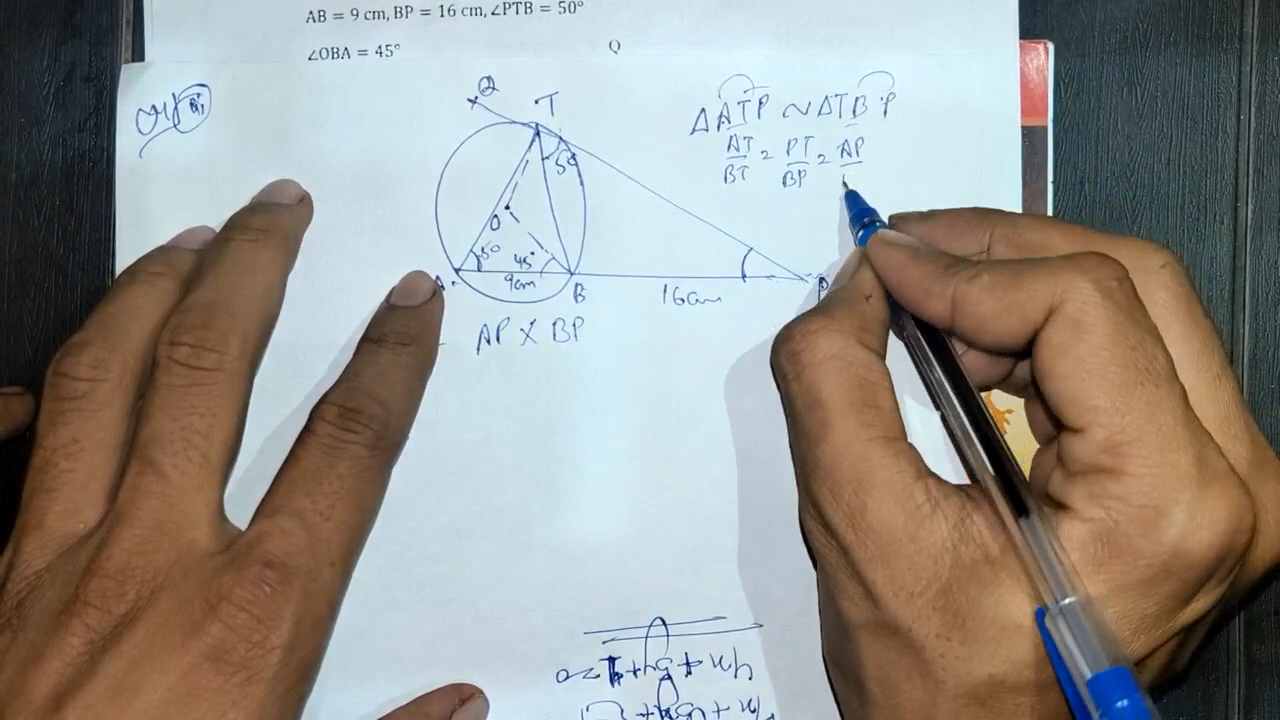 AB = 9 cm, BP = 16 cm, ∠PTB = 50°
∠OBA = 45°
Q
Q
T
ΔATP ~ ΔTBP
AT/BT = PT/BP = AP/
5°
O
50
45°
A
9cm
B
16cm
P
AP X BP